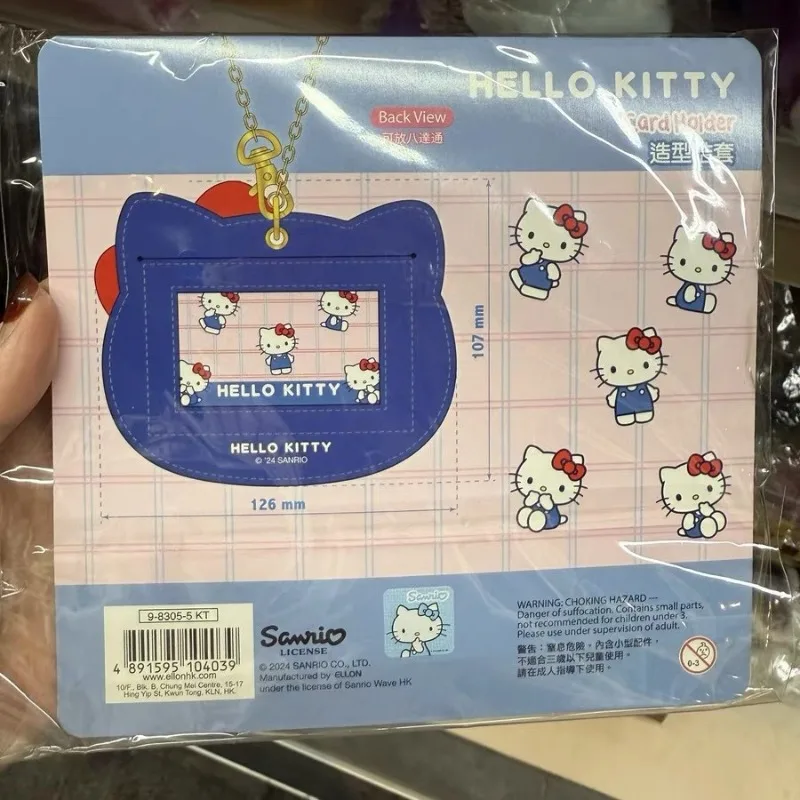 HELLO KITTY
Card Holder
造型卡套
Back View
可放八達通
107 mm
HELLO KITTY
HELLO KITTY
© '24 SANRIO
126 mm
9-8305-5 KT
4 891595 104039
www.ellonhk.com
10/F., Blk. B, Chung Mei Centre, 15-17
Hing Yip St, Kwun Tong, KLN, HK.
Sanrio
LICENSE
© 2024 SANRIO CO., LTD.
Manufactured by ELLON
under the license of Sanrio Wave HK
Sanrio
WARNING: CHOKING HAZARD —
Danger of suffocation. Contains small parts,
not recommended for children under 3.
Please use under supervision of adult.
警告：窒息危險，內含小型配件，
不適合三歲以下兒童使用。
請在成人指導下使用。
0-3